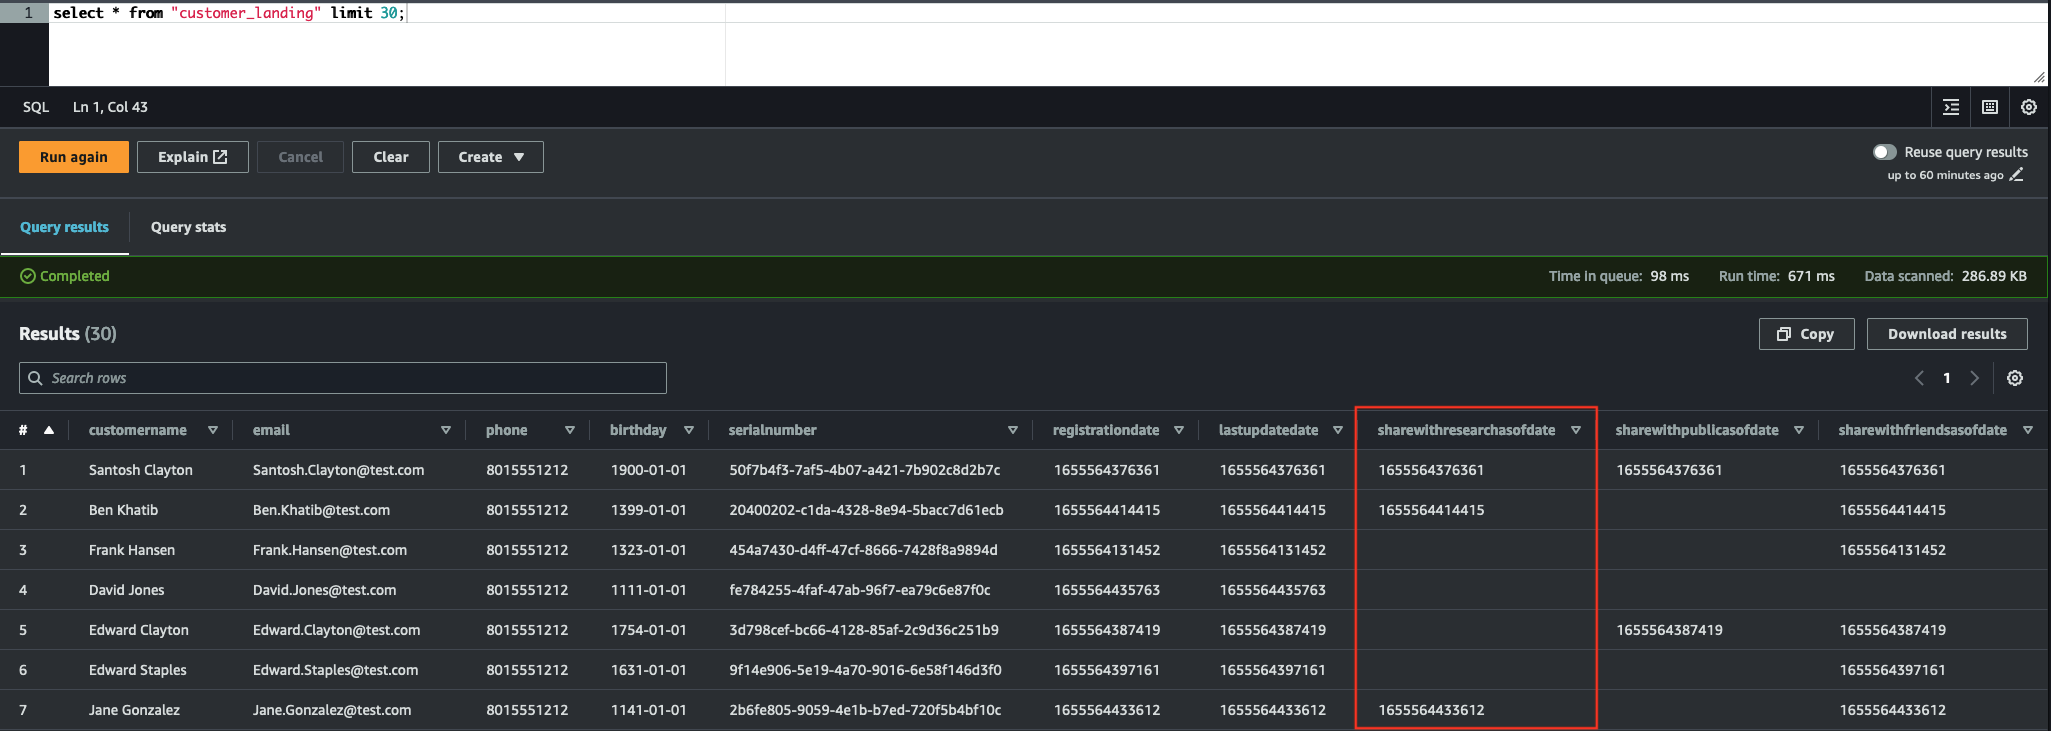 1 select * from "customer_landing" limit 30;
SQL Ln 1, Col 43
Run again Explain Cancel Clear Create Reuse query results
up to 60 minutes ago
Query results Query stats
Completed Time in queue: 98 ms Run time: 671 ms Data scanned: 286.89 KB
Results (30) Copy Download results
Search rows 1
# customername email phone birthday serialnumber registrationdate lastupdatedate sharewithresearchasofdate sharewithpublicasofdate sharewithfriendsasofdate
1 Santosh Clayton Santosh.Clayton@test.com 8015551212 1900-01-01 50f7b4f3-7af5-4b07-a421-7b902c8d2b7c 1655564376361 1655564376361 1655564376361 1655564376361 1655564376361
2 Ben Khatib Ben.Khatib@test.com 8015551212 1399-01-01 20400202-c1da-4328-8e94-5bacc7d61ecb 1655564414415 1655564414415 1655564414415 1655564414415
3 Frank Hansen Frank.Hansen@test.com 8015551212 1323-01-01 454a7430-d4ff-47cf-8666-7428f8a9894d 1655564131452 1655564131452 1655564131452
4 David Jones David.Jones@test.com 8015551212 1111-01-01 fe784255-4faf-47ab-96f7-ea79c6e87f0c 1655564435763 1655564435763
5 Edward Clayton Edward.Clayton@test.com 8015551212 1754-01-01 3d798cef-bc66-4128-85af-2c9d36c251b9 1655564387419 1655564387419 1655564387419 1655564387419
6 Edward Staples Edward.Staples@test.com 8015551212 1631-01-01 9f14e906-5e19-4a70-9016-6e58f146d3f0 1655564397161 1655564397161 1655564397161
7 Jane Gonzalez Jane.Gonzalez@test.com 8015551212 1141-01-01 2b6fe805-9059-4e1b-b7ed-720f5b4bf10c 1655564433612 1655564433612 1655564433612 1655564433612